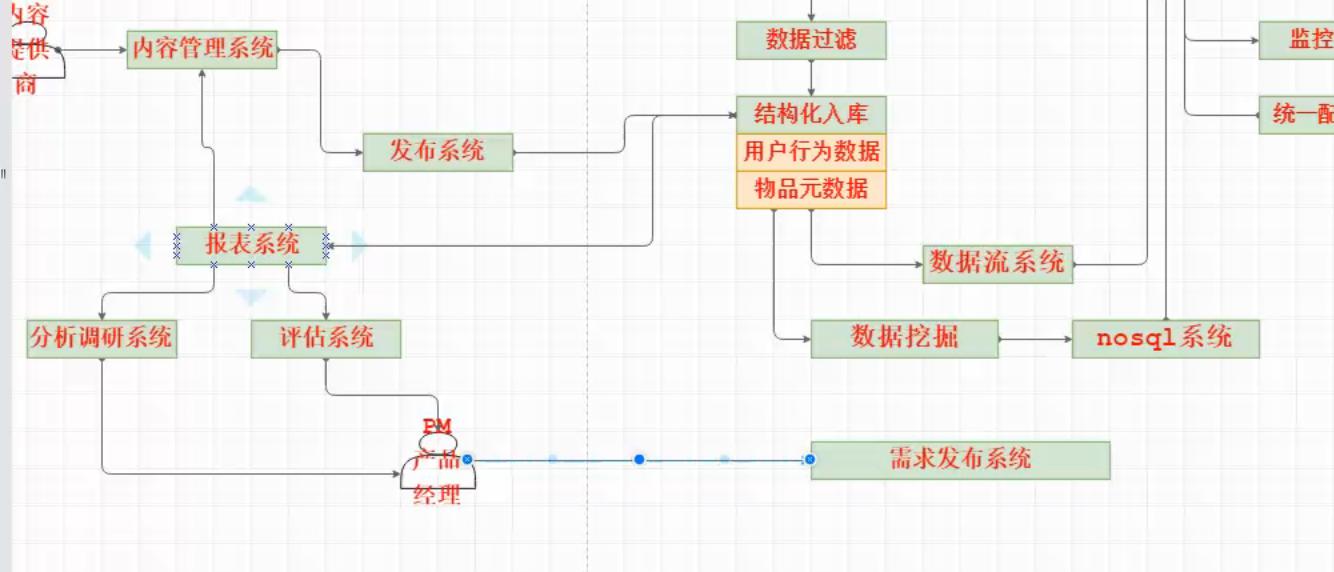 内容
提供
商
内容管理系统
数据过滤
监控
结构化入库
统一配
发布系统
用户行为数据
物品元数据
报表系统
数据流系统
分析调研系统
评估系统
数据挖掘
nosql系统
PM
产品
经理
需求发布系统